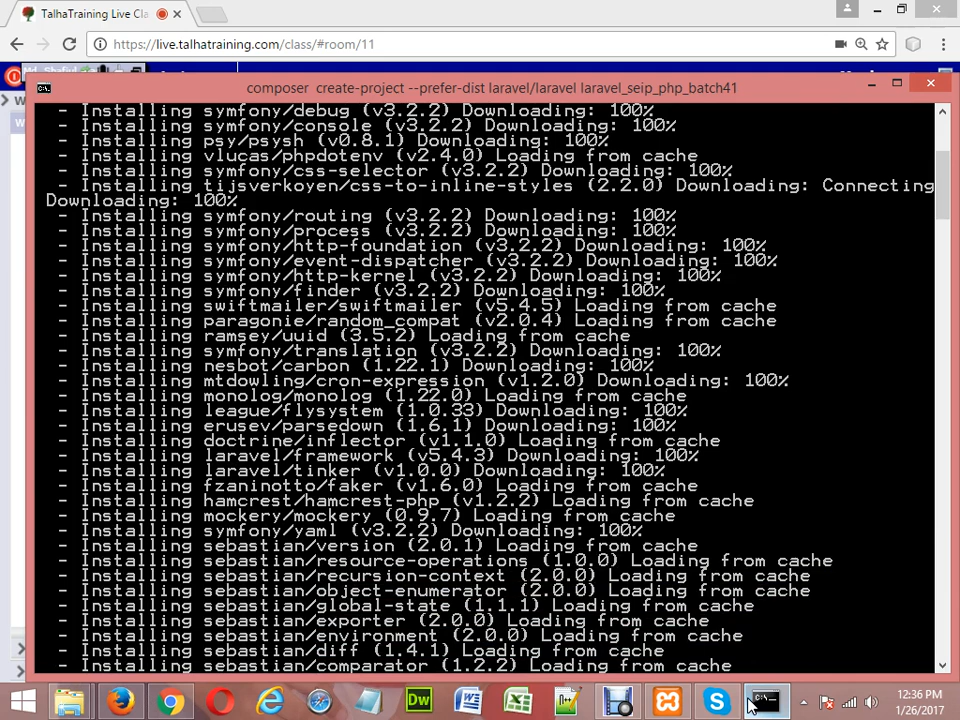 TalhaTraining Live Cla
https://live.talhatraining.com/class/#room/11
composer create-project --prefer-dist laravel/laravel laravel_seip_php_batch41
- Installing symfony/debug (v3.2.2) Downloading: 100%
- Installing symfony/console (v3.2.2) Downloading: 100%
- Installing psy/psysh (v0.8.1) Downloading: 100%
- Installing vlucas/phpdotenv (v2.4.0) Loading from cache
- Installing symfony/css-selector (v3.2.2) Downloading: 100%
- Installing tijsverkoyen/css-to-inline-styles (2.2.0) Downloading: Connecting
Downloading: 100%
- Installing symfony/routing (v3.2.2) Downloading: 100%
- Installing symfony/process (v3.2.2) Downloading: 100%
- Installing symfony/http-foundation (v3.2.2) Downloading: 100%
- Installing symfony/event-dispatcher (v3.2.2) Downloading: 100%
- Installing symfony/http-kernel (v3.2.2) Downloading: 100%
- Installing symfony/finder (v3.2.2) Downloading: 100%
- Installing swiftmailer/swiftmailer (v5.4.5) Loading from cache
- Installing paragonie/random_compat (v2.0.4) Loading from cache
- Installing ramsey/uuid (3.5.2) Loading from cache
- Installing symfony/translation (v3.2.2) Downloading: 100%
- Installing nesbot/carbon (1.22.1) Downloading: 100%
- Installing mtdowling/cron-expression (v1.2.0) Downloading: 100%
- Installing monolog/monolog (1.22.0) Loading from cache
- Installing league/flysystem (1.0.33) Downloading: 100%
- Installing erusev/parsedown (1.6.1) Downloading: 100%
- Installing doctrine/inflector (v1.1.0) Loading from cache
- Installing laravel/framework (v5.4.3) Downloading: 100%
- Installing laravel/tinker (v1.0.0) Downloading: 100%
- Installing fzaninotto/faker (v1.6.0) Loading from cache
- Installing hamcrest/hamcrest-php (v1.2.2) Loading from cache
- Installing mockery/mockery (0.9.7) Loading from cache
- Installing symfony/yaml (v3.2.2) Downloading: 100%
- Installing sebastian/version (2.0.1) Loading from cache
- Installing sebastian/resource-operations (1.0.0) Loading from cache
- Installing sebastian/recursion-context (2.0.0) Loading from cache
- Installing sebastian/object-enumerator (2.0.0) Loading from cache
- Installing sebastian/global-state (1.1.1) Loading from cache
- Installing sebastian/exporter (2.0.0) Loading from cache
- Installing sebastian/environment (2.0.0) Loading from cache
- Installing sebastian/diff (1.4.1) Loading from cache
- Installing sebastian/comparator (1.2.2) Loading from cache
12:36 PM
1/26/2017